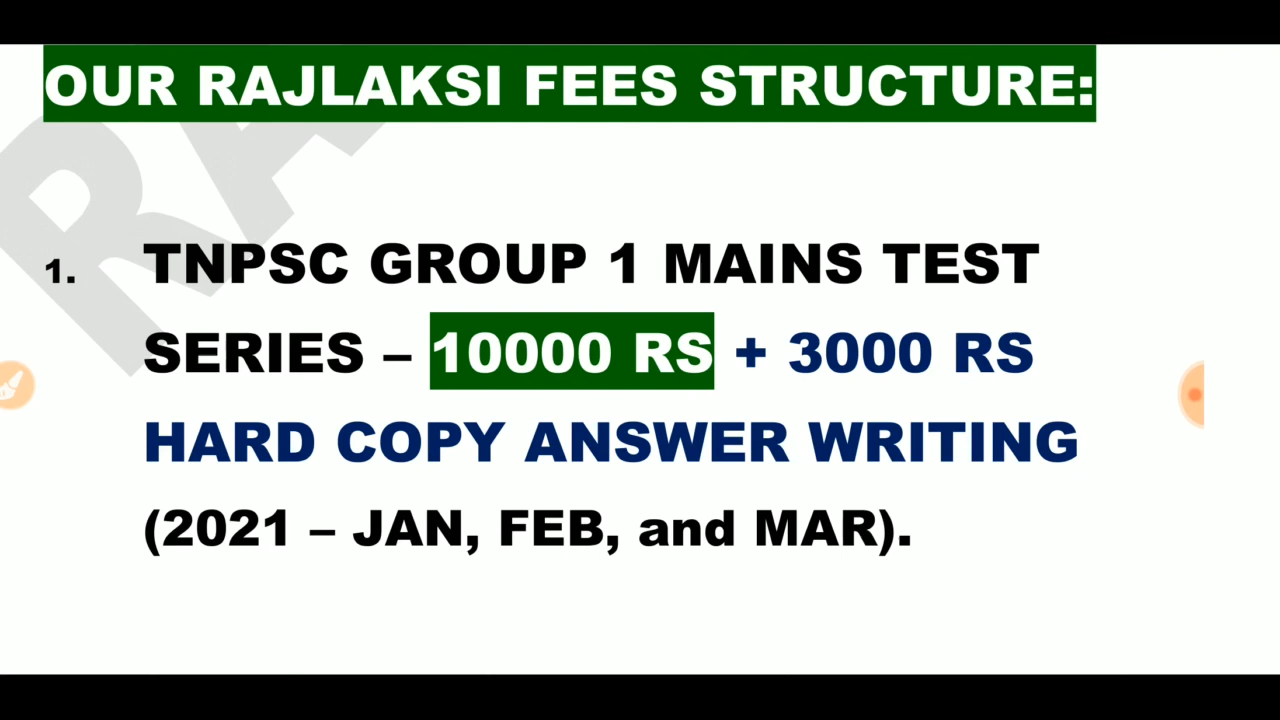 OUR RAJLAKSI FEES STRUCTURE:
1. TNPSC GROUP 1 MAINS TEST
SERIES – 10000 RS + 3000 RS
HARD COPY ANSWER WRITING
(2021 – JAN, FEB, and MAR).